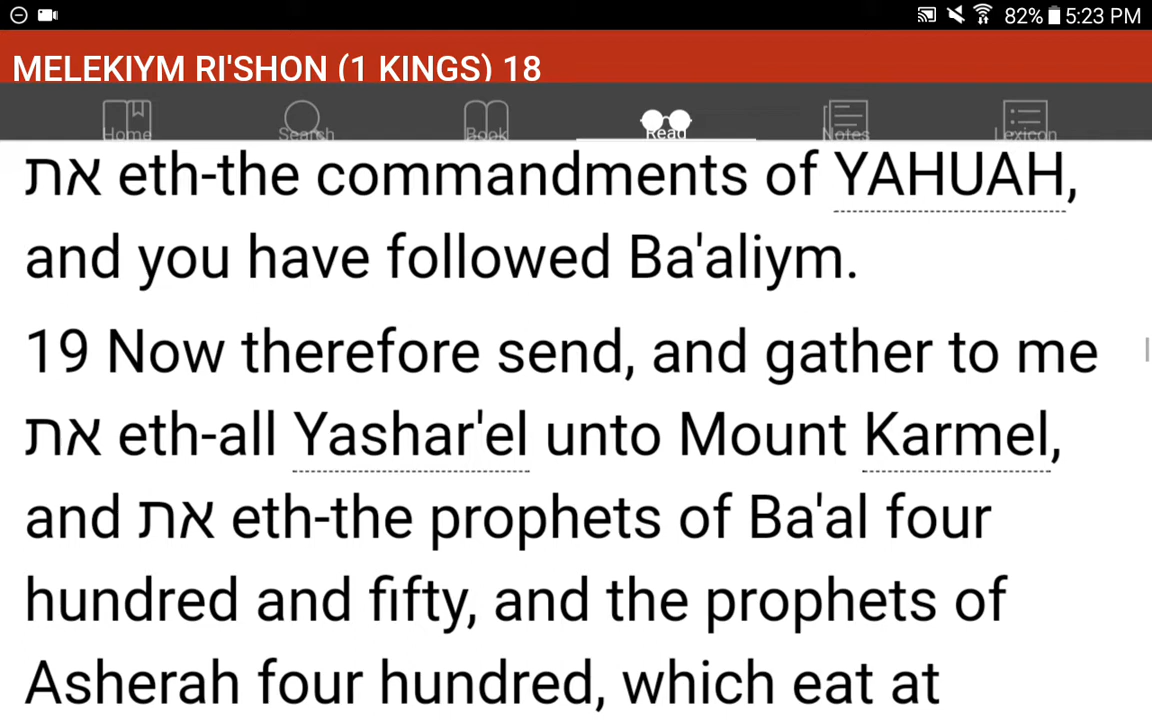 82% 5:23 PM
MELEKIYM RI'SHON (1 KINGS) 18
Home Search Book Read Notes Lexicon
את eth-the commandments of YAHUAH,
and you have followed Ba'aliym.
19 Now therefore send, and gather to me
את eth-all Yashar'el unto Mount Karmel,
and את eth-the prophets of Ba'al four
hundred and fifty, and the prophets of
Asherah four hundred, which eat at